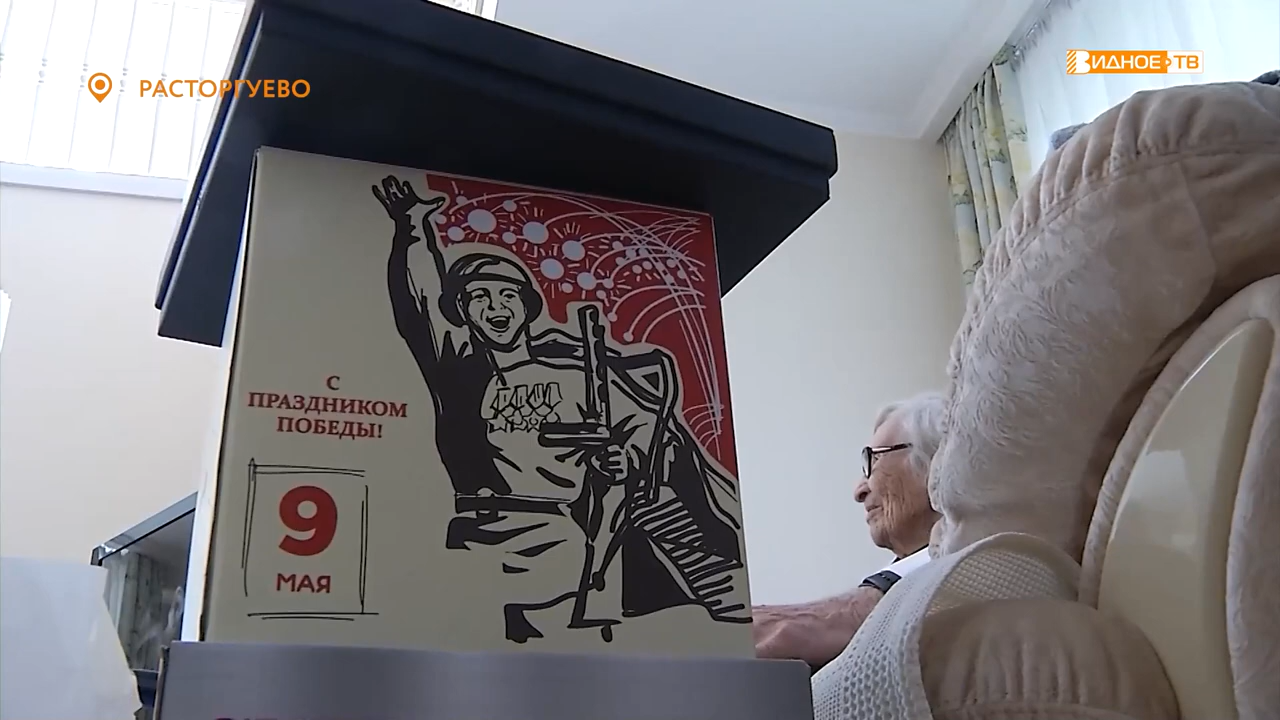 РАСТОРГУЕВО
ВИДНОЕ ТВ
С
ПРАЗДНИКОМ
ПОБЕДЫ!
9
МАЯ